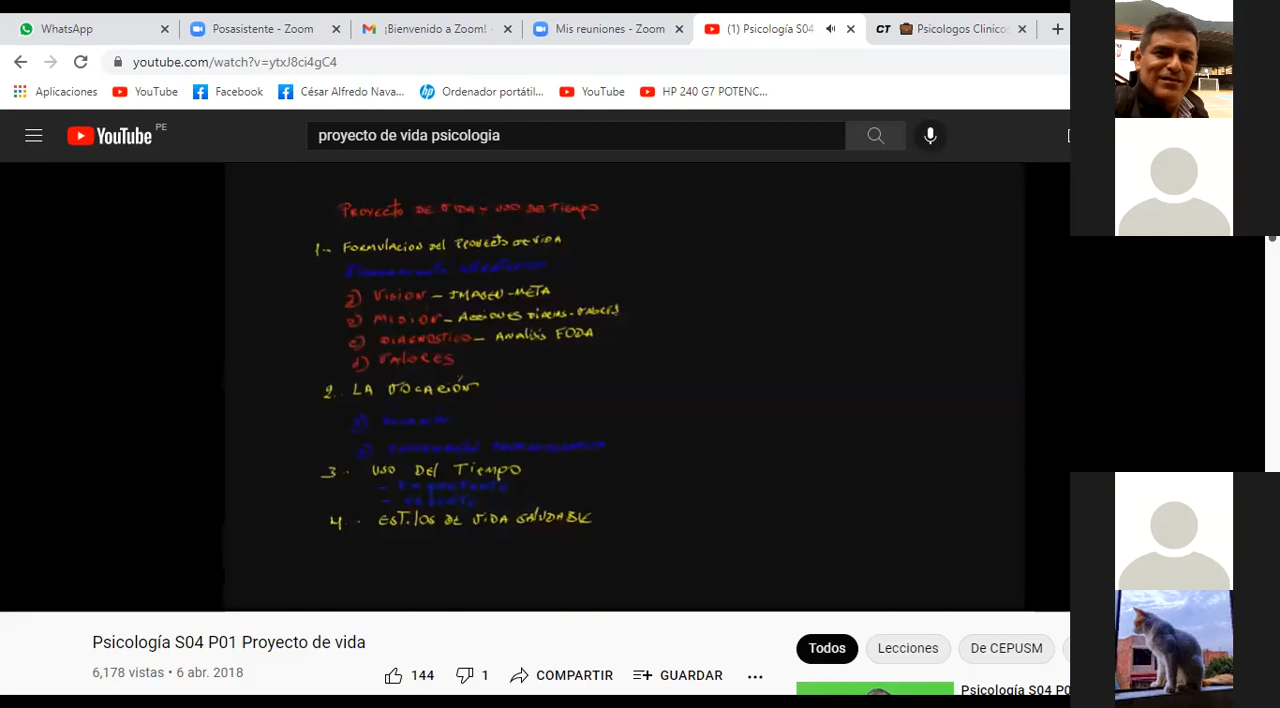 WhatsApp
Posasistente - Zoom
¡Bienvenido a Zoom! -
Mis reuniones - Zoom
(1) Psicología S04
CT
Psicologos Clinicos
youtube.com/watch?v=ytxJ8ci4gC4
Aplicaciones
YouTube
Facebook
César Alfredo Nava...
hp
Ordenador portátil...
YouTube
HP 240 G7 POTENC...
YouTube PE
proyecto de vida psicologia
PROYECTO DE VIDA Y USO DEL TIEMPO
1- FORMULACION del PROYECTO DE VIDA
a) VISION - IMAGEN-META
MISION - ACCIONES
c) DIAGNOSTICO - ANALISIS FODA
d) VALORES
2.. LA VOCACIÓN
3.. USO DEL TIEMPO
4.. ESTILOS DE VIDA SALUDABLE
Psicología S04 P01 Proyecto de vida
6,178 vistas • 6 abr. 2018
144
1
COMPARTIR
GUARDAR
Todos
Lecciones
De CEPUSM
Psicología S04 P0